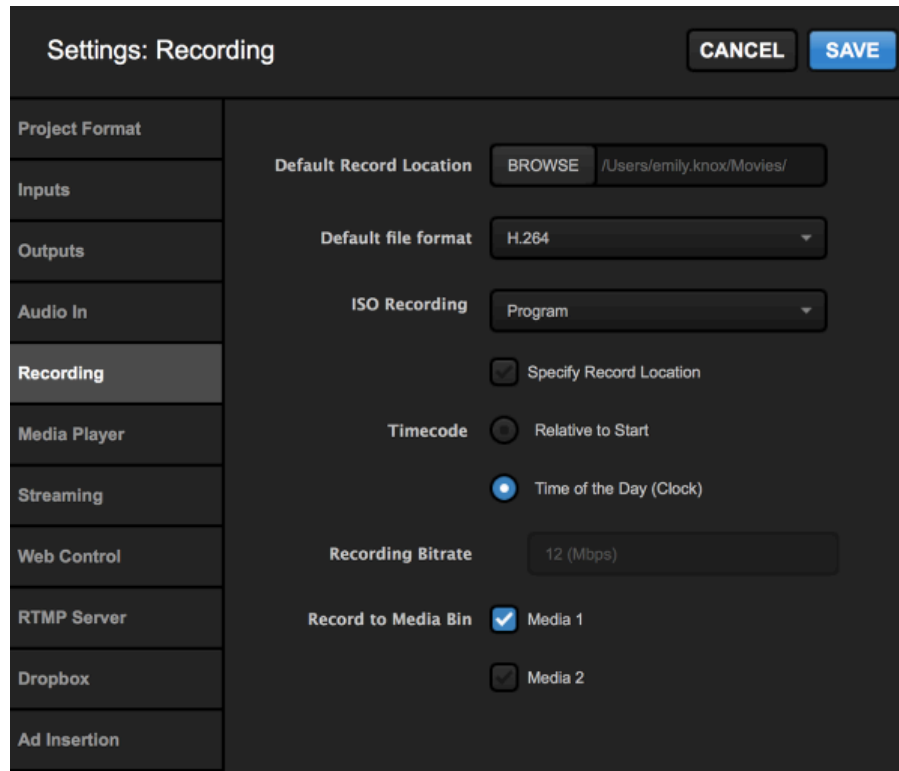 Settings: Recording
CANCEL
SAVE
Project Format
Inputs
Outputs
Audio In
Recording
Media Player
Streaming
Web Control
RTMP Server
Dropbox
Ad Insertion
Default Record Location BROWSE /Users/emily.knox/Movies/
Default file format H.264
ISO Recording Program
Specify Record Location
Timecode Relative to Start
Time of the Day (Clock)
Recording Bitrate 12 (Mbps)
Record to Media Bin Media 1
Media 2